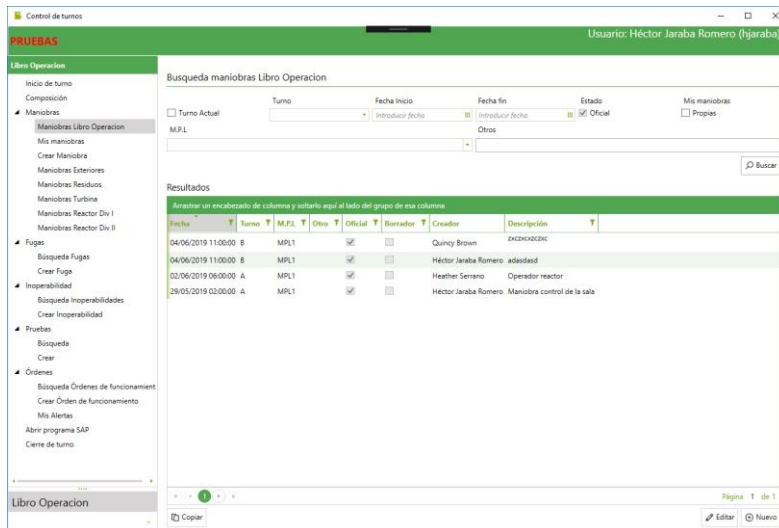 Control de turnos
PRUEBAS
Usuario: Héctor Jaraba Romero (hjaraba)
Libro Operacion
Inicio de turno
Composición
Maniobras
Maniobras Libro Operacion
Mis maniobras
Crear Maniobra
Maniobras Exteriores
Maniobras Residuos
Maniobras Turbina
Maniobras Reactor Div I
Maniobras Reactor Div II
Fugas
Búsqueda Fugas
Crear Fuga
Inoperabilidad
Búsqueda Inoperabilidades
Crear Inoperabilidad
Pruebas
Búsqueda
Crear
Órdenes
Búsqueda Órdenes de funcionamient
Crear Órden de funcionamiento
Mis Alertas
Abrir programa SAP
Cierre de turno
Libro Operacion
Busqueda maniobras Libro Operacion
Turno Fecha Inicio Fecha fin Estado Mis maniobras
Turno Actual Introducir fecha Introducir fecha Oficial Propias
M.P.L Otros
Buscar
Resultados
Arrastrar un encabezado de columna y soltarlo aquí al lado del grupo de esa columna
Fecha Turno M.P.L Otro Oficial Borrador Creador Descripción
04/06/2019 11:00:00 B MPL1 Quincy Brown zxczxcxzczxc
04/06/2019 11:00:00 B MPL1 Héctor Jaraba Romero adasdasd
02/06/2019 06:00:00 A MPL1 Heather Serrano Operador reactor
29/05/2019 02:00:00 A MPL1 Héctor Jaraba Romero Maniobra control de la sala
1 Página 1 de 1
Copiar Editar Nuevo